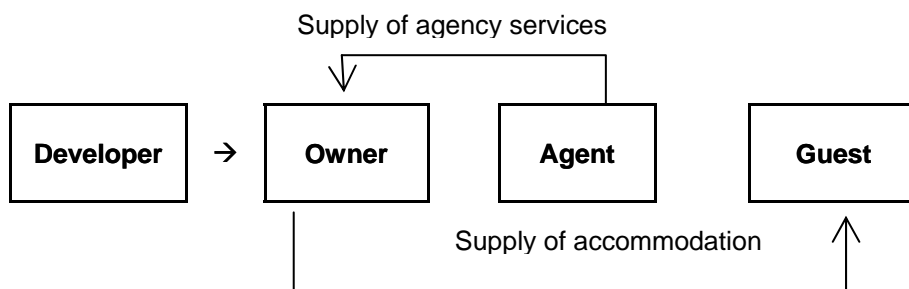 Supply of agency services
Developer → Owner Agent Guest
Supply of accommodation